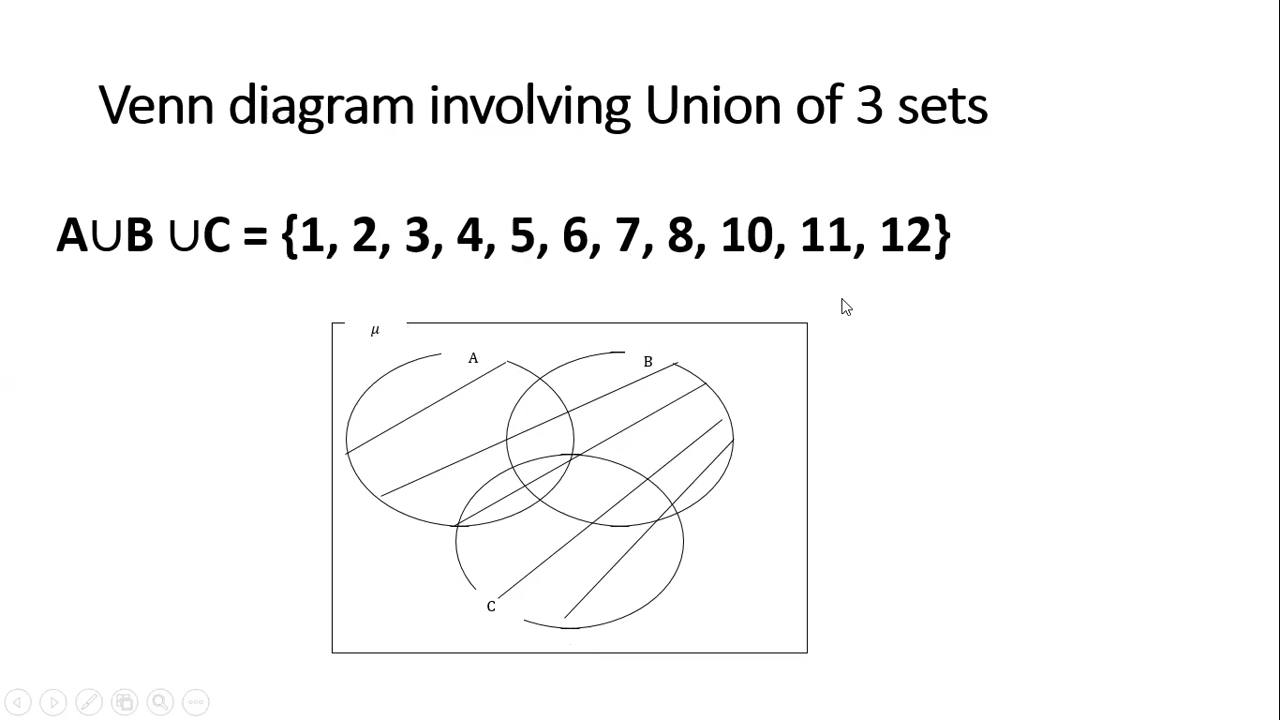 Venn diagram involving Union of 3 sets
A∪B ∪C = {1, 2, 3, 4, 5, 6, 7, 8, 10, 11, 12}
μ
A
B
C